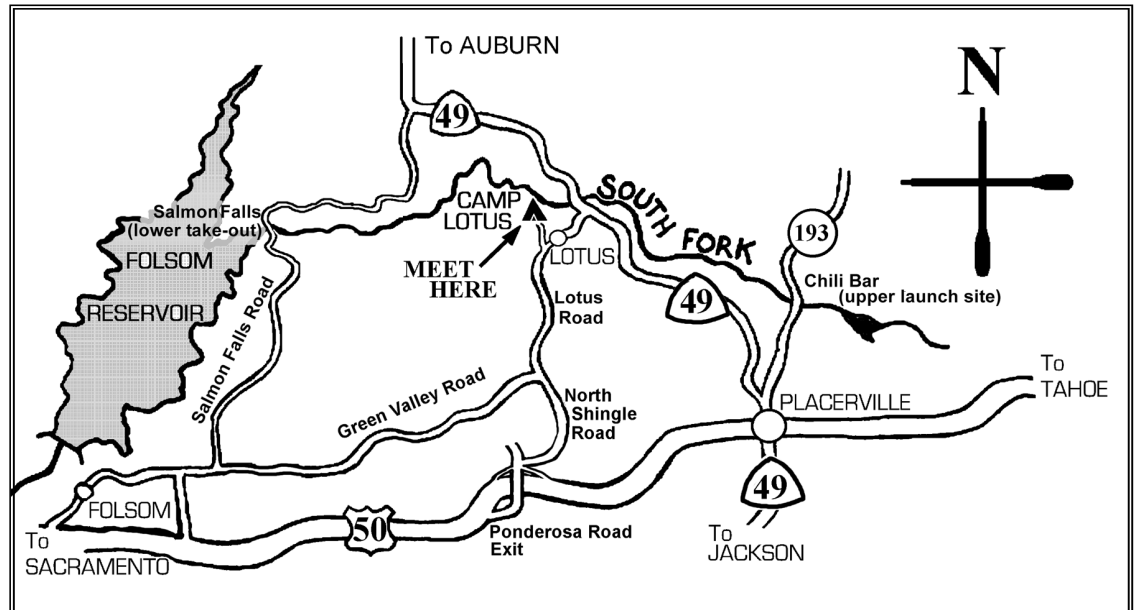 To AUBURN
N
49
Salmon Falls
(lower take-out)
CAMP
LOTUS
SOUTH FORK
193
FOLSOM
LOTUS
MEET
HERE
Chili Bar
(upper launch site)
RESERVOIR
Lotus
Road
49
Salmon Falls Road
To
TAHOE
Green Valley Road
North
Shingle
Road
PLACERVILLE
49
FOLSOM
50
Ponderosa Road
Exit
To
JACKSON
To
SACRAMENTO